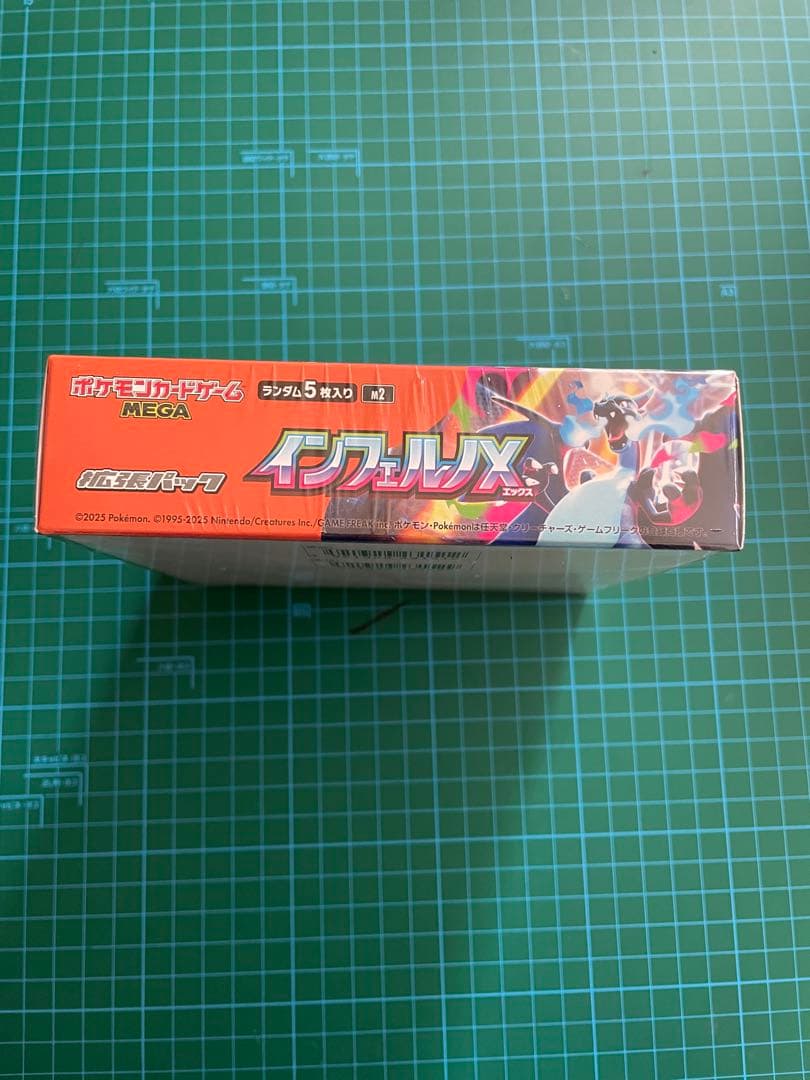 ポケモンカードゲーム
MEGA
ランダム5枚入り
M2
拡張パック
インフェルノX
エックス
©2025 Pokémon. ©1995-2025 Nintendo/Creatures Inc./GAME FREAK inc. ポケモン・Pokémonは任天堂・クリーチャーズ・ゲームフリークの登録商標です。